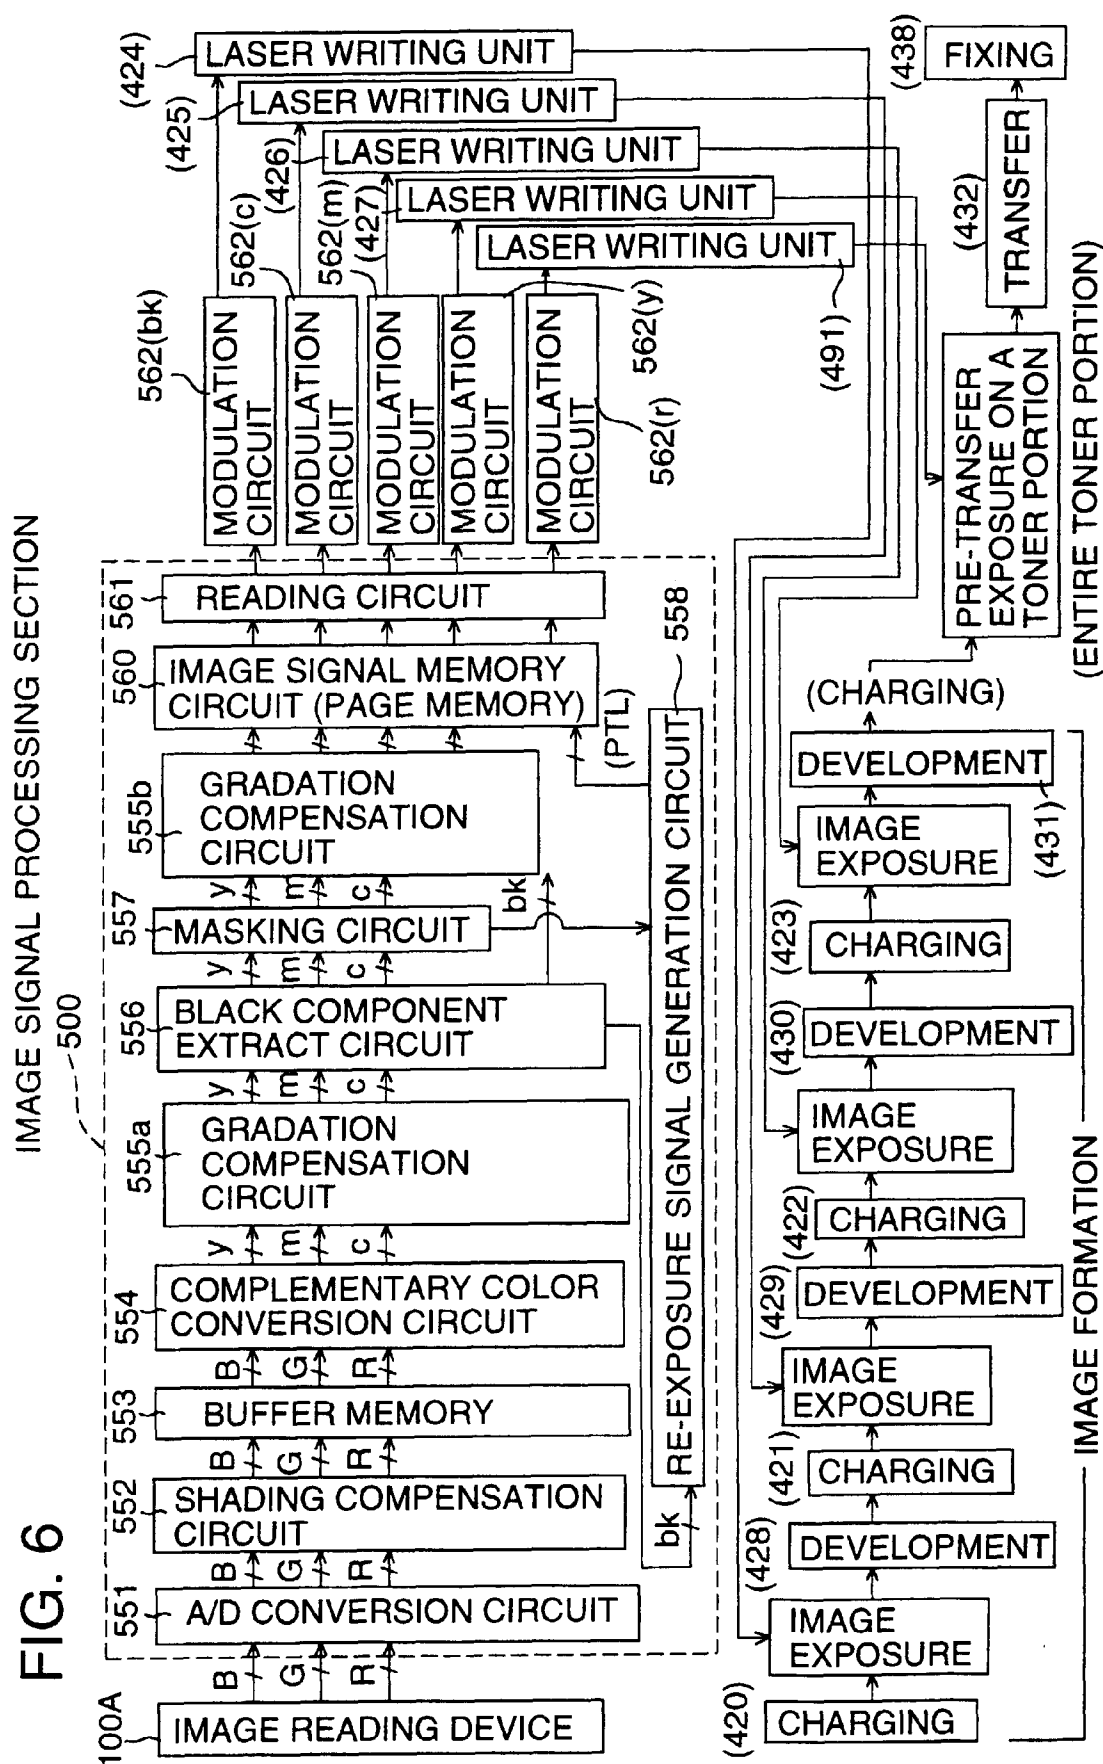 FIG. 6
IMAGE SIGNAL PROCESSING SECTION
500
100A
IMAGE READING DEVICE
B
G
R
551
A/D CONVERSION CIRCUIT
B
G
R
552
SHADING COMPENSATION
CIRCUIT
B
G
R
553
BUFFER MEMORY
B
G
R
554
COMPLEMENTARY COLOR
CONVERSION CIRCUIT
y
m
c
555a
GRADATION
COMPENSATION
CIRCUIT
y
m
c
556
BLACK COMPONENT
EXTRACT CIRCUIT
y
m
c
557
MASKING CIRCUIT
y
m
c
bk
555b
GRADATION
COMPENSATION
CIRCUIT
560
IMAGE SIGNAL MEMORY
CIRCUIT (PAGE MEMORY)
(PTL)
561
READING CIRCUIT
bk
RE-EXPOSURE SIGNAL GENERATION CIRCUIT
558
562(bk)
MODULATION
CIRCUIT
562(c)
MODULATION
CIRCUIT
562(m)
MODULATION
CIRCUIT
562(y)
MODULATION
CIRCUIT
562(r)
MODULATION
CIRCUIT
(424)
LASER WRITING UNIT
(425)
LASER WRITING UNIT
(426)
LASER WRITING UNIT
(427)
LASER WRITING UNIT
(491)
LASER WRITING UNIT
(420)
CHARGING
IMAGE
EXPOSURE
(428)
DEVELOPMENT
(421)
CHARGING
IMAGE
EXPOSURE
(429)
DEVELOPMENT
(422)
CHARGING
IMAGE
EXPOSURE
(430)
DEVELOPMENT
(423)
CHARGING
IMAGE
EXPOSURE
(431)
DEVELOPMENT
(CHARGING)
IMAGE FORMATION
PRE-TRANSFER
EXPOSURE ON A
TONER PORTION
(ENTIRE TONER PORTION)
(432)
TRANSFER
(438)
FIXING